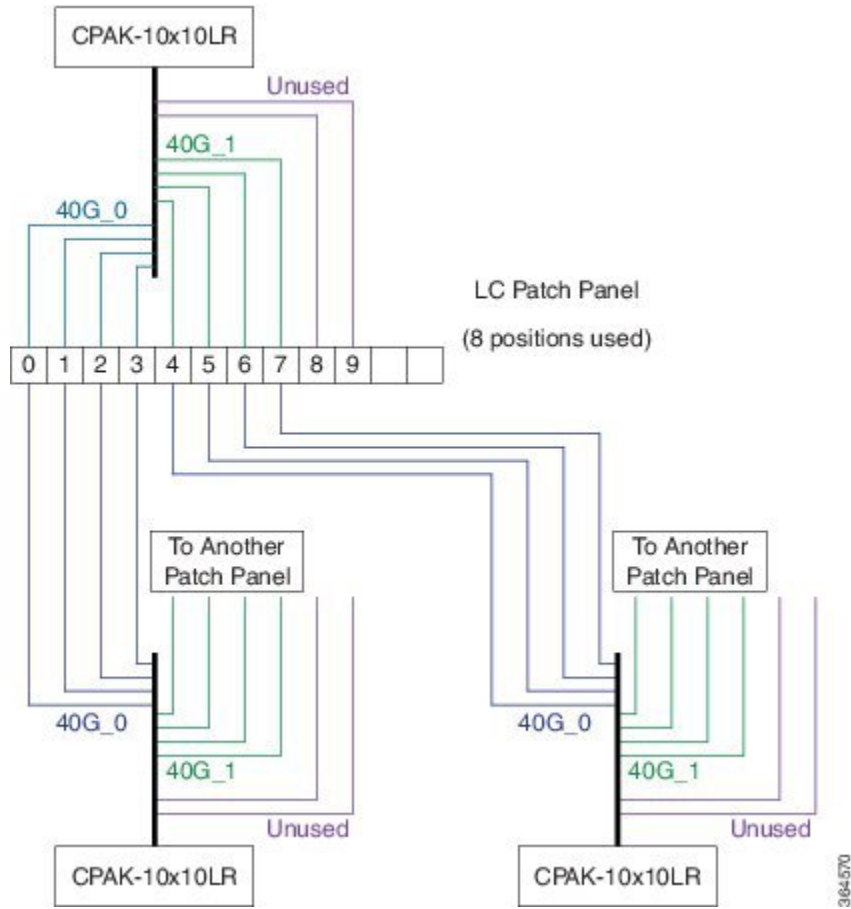 CPAK-10x10LR
Unused
40G_1
40G_0
LC Patch Panel
(8 positions used)
0 1 2 3 4 5 6 7 8 9
To Another
Patch Panel
To Another
Patch Panel
40G_0
40G_1
Unused
CPAK-10x10LR
40G_0
40G_1
Unused
CPAK-10x10LR
364570